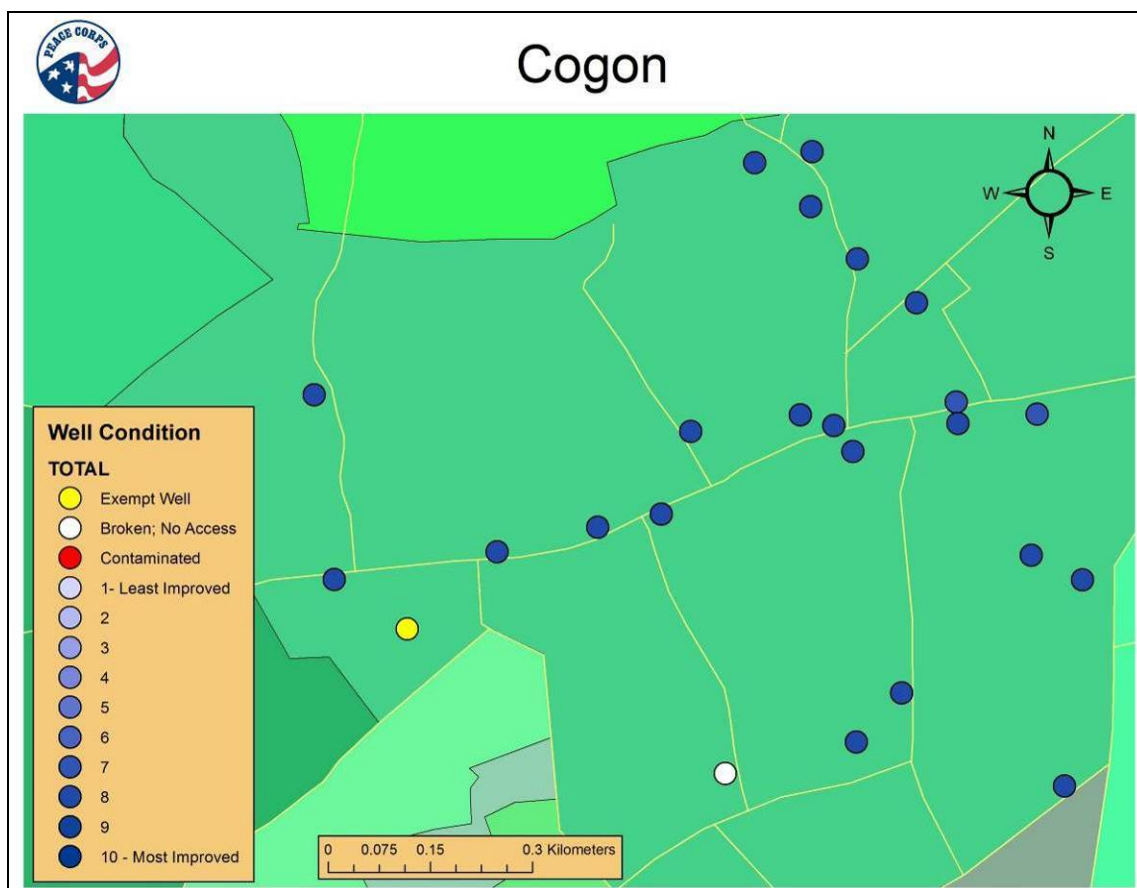 PEACE CORPS
Cogon
N
W E
S
Well Condition
TOTAL
Exempt Well
Broken; No Access
Contaminated
1- Least Improved
2
3
4
5
6
7
8
9
10 - Most Improved
0 0.075 0.15 0.3 Kilometers